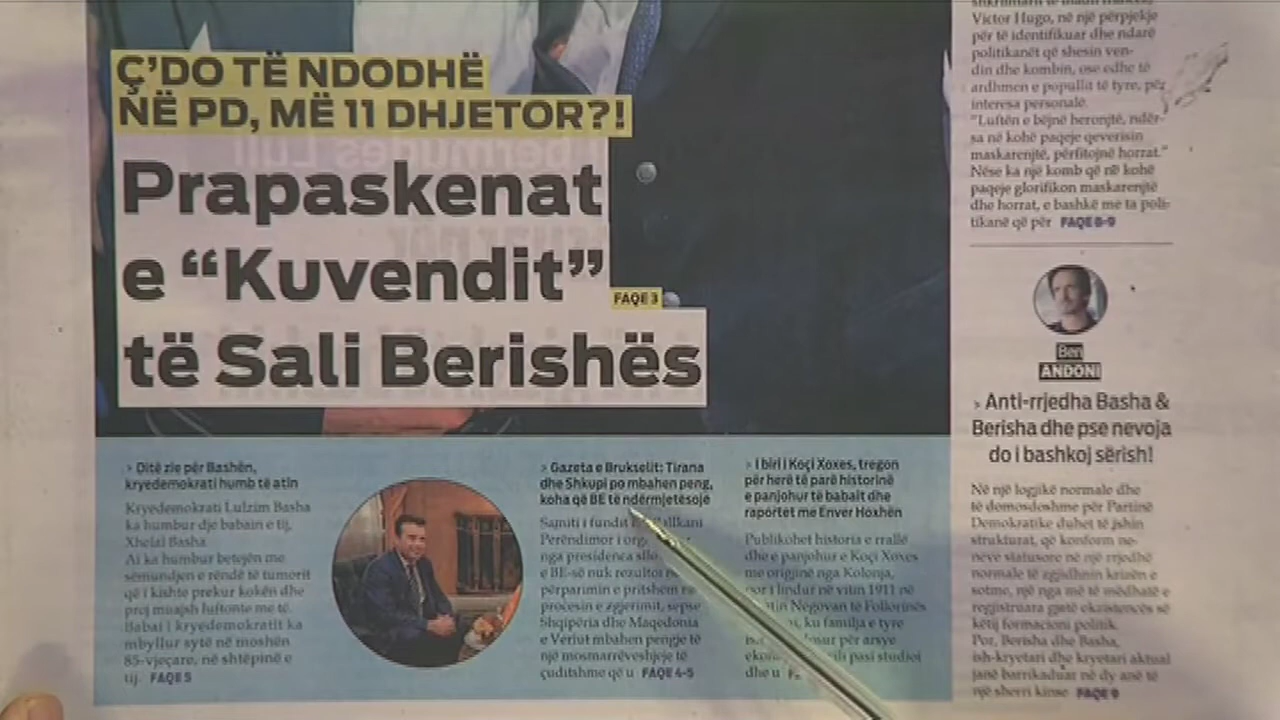 Ç’DO TË NDODHË
NË PD, MË 11 DHJETOR?!
Prapaskenat
e “Kuvendit”
FAQE 3
të Sali Berishës
> Ditë zie për Bashën,
kryedemokrati humb të atin
Kryedemokrati Lulzim Basha
ka humbur dje babain e tij,
Xhelal Basha.
Ai ka humbur betejën me
sëmundjen e rëndë të tumorit
që i kishte prekur kokën dhe
prej muajsh luftonte me të.
Babai i kryedemokratit ka
mbyllur sytë në moshën
85-vjeçare, në shtëpinë e
tij. FAQE 5
> Gazeta e Brukselit: Tirana
dhe Shkupi po mbahen peng,
koha që BE të ndërmjetësojë
Samiti i fundit
Perëndimor i
nga presidenca
e BE-së nuk rezultoi
përparimin e pritshëm
procesin e zgjerimit, sepse
Shqipëria dhe Maqedonia
e Veriut mbahen pengje të
një mosmarrëveshjeje të
çuditshme që u FAQE 4-5
> I biri i Koçi Xoxes, tregon
për herë të parë historinë
e panjohur të babait dhe
raportet me Enver Hoxhën
Publikohet historia e rrallë
dhe e panjohur e Koçi Xoxes
me origjinë nga Kolonja,
por i lindur në vitin 1911 në
Negovan të Follorinës
ku familja e tyre
për arsye
pasi studioi
dhe u
shkrimtarit të madh francez,
Victor Hugo, në një përpjekje
për të identifikuar dhe ndarë
politikanët që shesin ven-
din dhe kombin, ose edhe të
ardhmen e popullit të tyre, për
interesa personale.
“Luftën e bëjnë heronjtë, ndër-
sa në kohë paqeje qeverisin
maskarenjtë, përfitojnë horrat.”
Nëse ka një komb që në kohë
paqeje glorifikon maskarenjtë
dhe horrat, e bashkë me ta poli-
tikanë që për FAQE 8-9
Ben
ANDONI
> Anti-rrjedha Basha &
Berisha dhe pse nevoja
do i bashkoj sërish!
Në një logjikë normale dhe
të domosdoshme për Partinë
Demokratike duhet të jshin
strukturat, që konform ne-
neve statusore në një rrjedhë
normale të zgjidhnin krizën e
sotme, një nga më të mëdhatë e
regjistruara gjatë ekzistencës së
këtij formacioni politik.
Por, Berisha dhe Basha,
ish-kryetari dhe kryetari aktual
janë barrikaduar në dy anë të
një sherri kinse FAQE 9